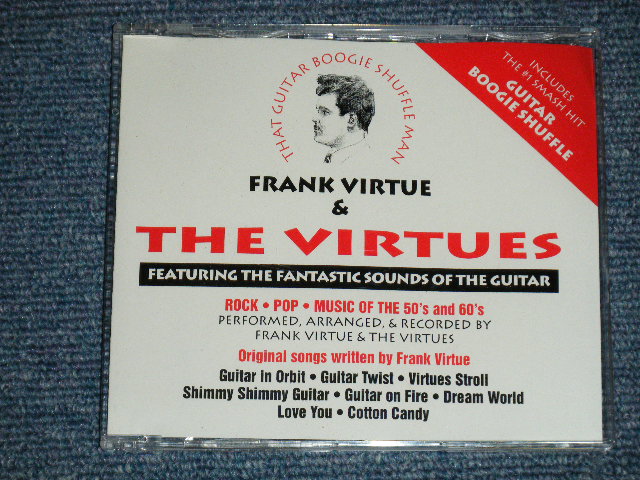 THAT GUITAR BOOGIE SHUFFLE MAN
INCLUDES
THE #1 SMASH HIT
GUITAR
BOOGIE SHUFFLE
FRANK VIRTUE
&
THE VIRTUES
FEATURING THE FANTASTIC SOUNDS OF THE GUITAR
ROCK • POP • MUSIC OF THE 50's and 60's
PERFORMED, ARRANGED, & RECORDED BY
FRANK VIRTUE & THE VIRTUES
Original songs written by Frank Virtue
Guitar In Orbit • Guitar Twist • Virtues Stroll
Shimmy Shimmy Guitar • Guitar on Fire • Dream World
Love You • Cotton Candy